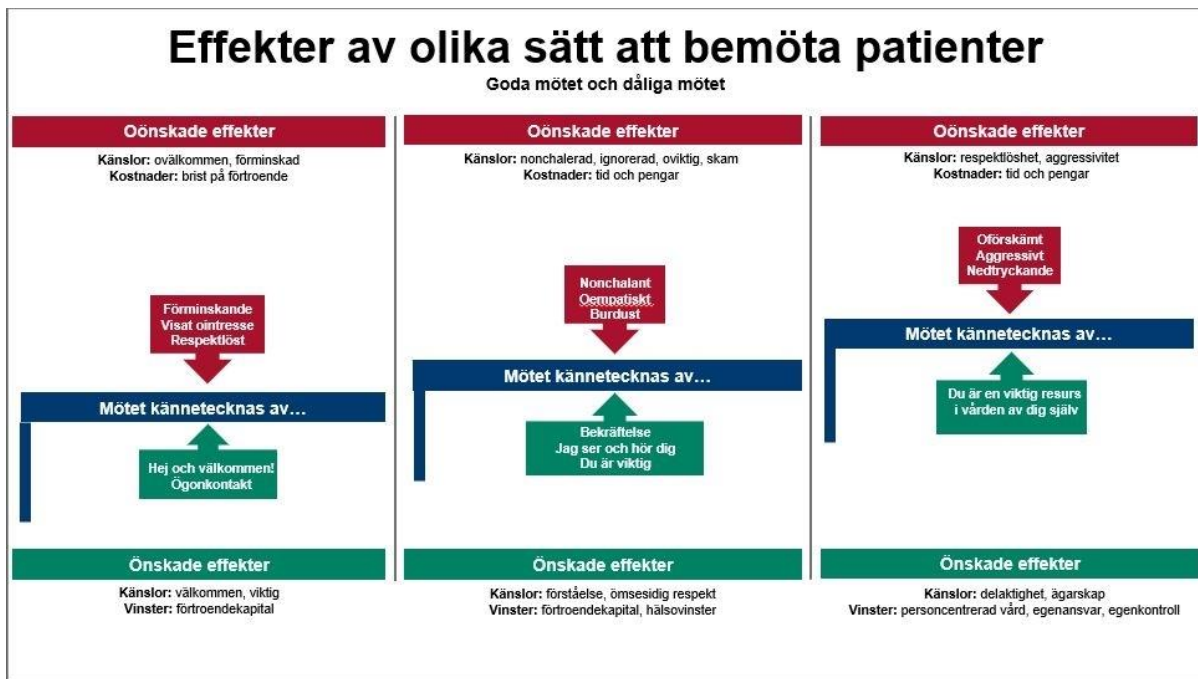 Effekter av olika sätt att bemöta patienter
Goda mötet och dåliga mötet
Oönskade effekter
Känslor: ovälkommen, förminskad
Kostnader: brist på förtroende
Förminskande
Visat ointresse
Respektlöst
Mötet kännetecknas av…
Hej och välkommen!
Ögonkontakt
Önskade effekter
Känslor: välkommen, viktig
Vinster: förtroendekapital
Oönskade effekter
Känslor: nonchalerad, ignorerad, oviktig, skam
Kostnader: tid och pengar
Nonchalant
Oempatiskt
Burdust
Mötet kännetecknas av…
Bekräftelse
Jag ser och hör dig
Du är viktig
Önskade effekter
Känslor: förståelse, ömsesidig respekt
Vinster: förtroendekapital, hälsovinster
Oönskade effekter
Känslor: respektlöshet, aggressivitet
Kostnader: tid och pengar
Oförskämt
Aggressivt
Nedtryckande
Mötet kännetecknas av…
Du är en viktig resurs
i vården av dig själv
Önskade effekter
Känslor: delaktighet, ägarskap
Vinster: personcentrerad vård, egenansvar, egenkontroll